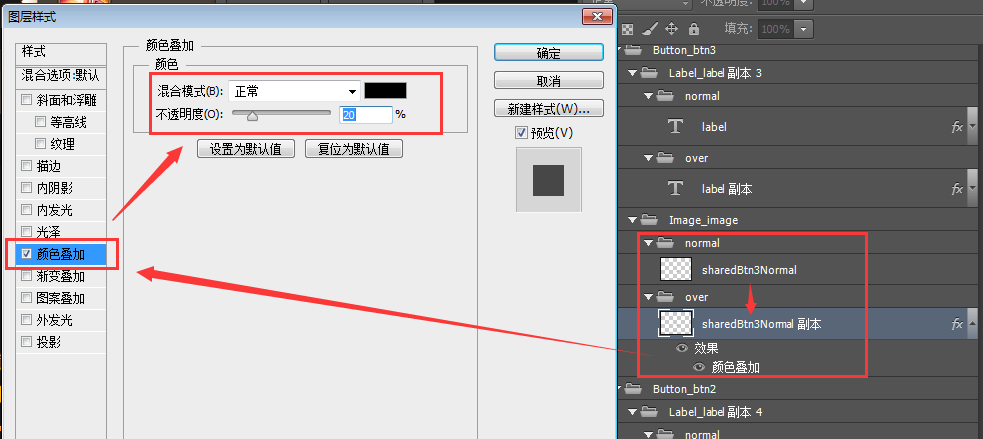 图层样式
样式
混合选项:默认
斜面和浮雕
等高线
纹理
描边
内阴影
内发光
光泽
颜色叠加
渐变叠加
图案叠加
外发光
投影
颜色叠加
颜色
混合模式(B): 正常
不透明度(O): 20 %
设置为默认值 复位为默认值
确定
取消
新建样式(W)...
预览(V)
不透明度: 100%
填充: 100%
Button_btn3
Label_label 副本 3
normal
T label fx
over
T label 副本 fx
Image_image
normal
sharedBtn3Normal
over
sharedBtn3Normal 副本 fx
效果
颜色叠加
Button_btn2
Label_label 副本 4
normal